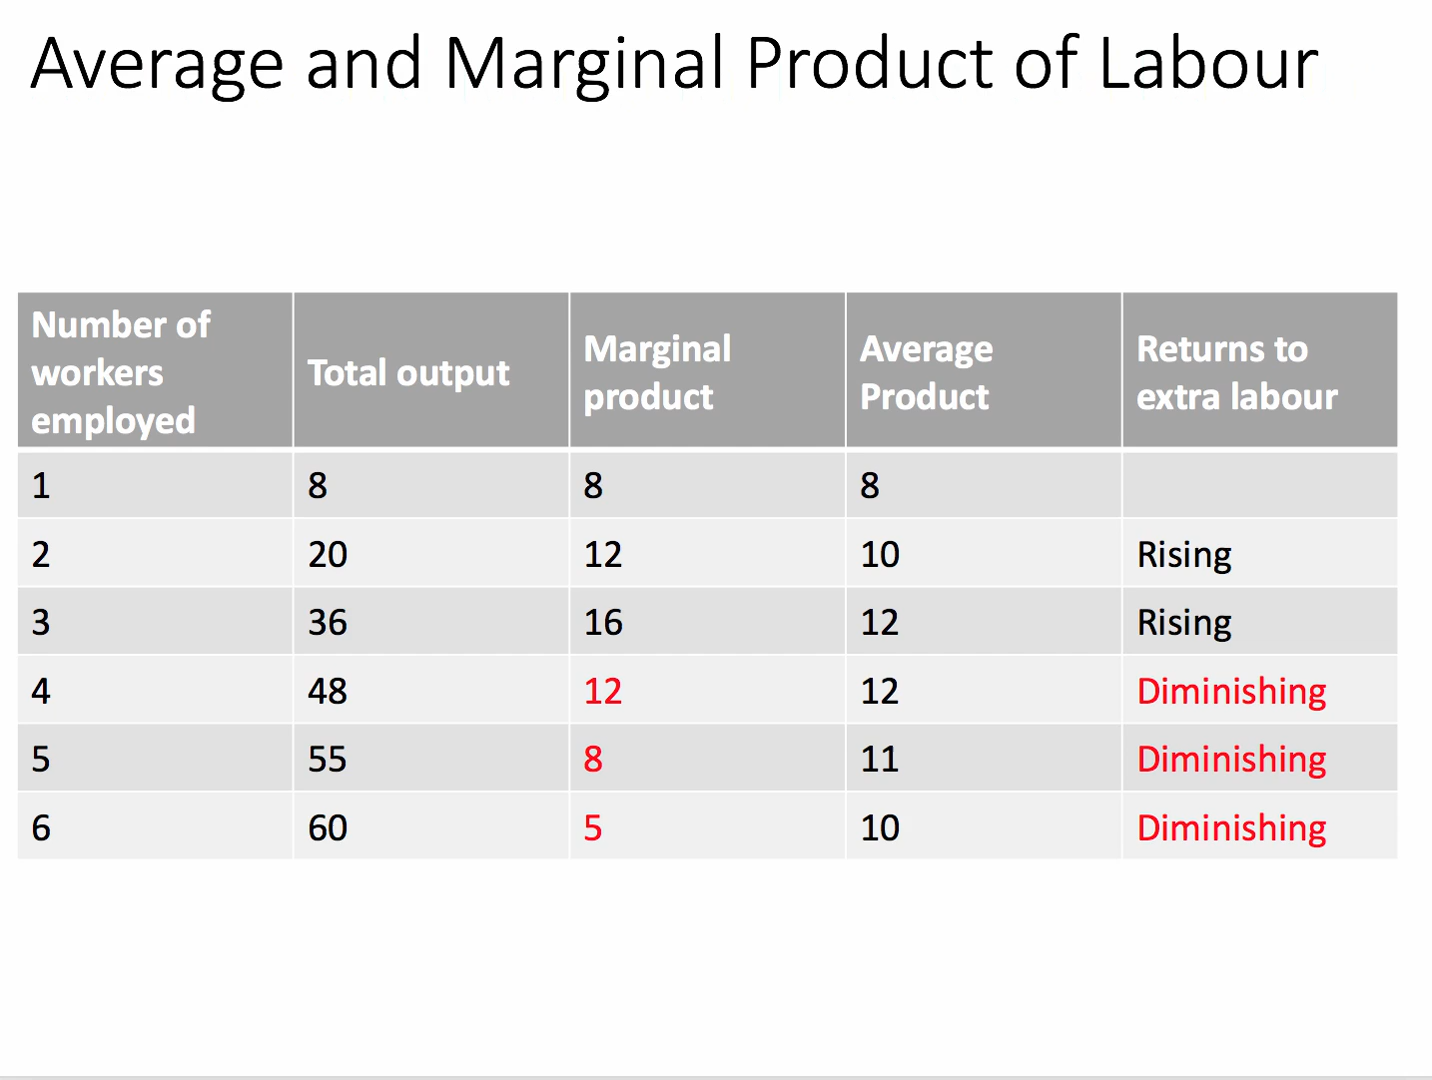 Average and Marginal Product of Labour
Number of workers employed	Total output	Marginal product	Average Product	Returns to extra labour
1	8	8	8
2	20	12	10	Rising
3	36	16	12	Rising
4	48	12	12	Diminishing
5	55	8	11	Diminishing
6	60	5	10	Diminishing